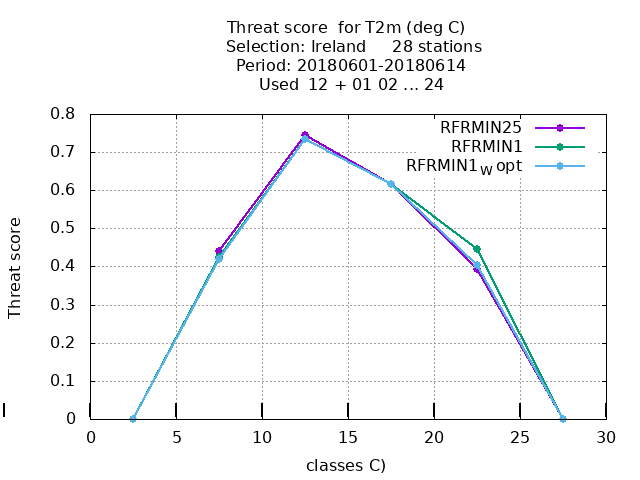 Threat score for T2m (deg C)
Selection: Ireland 28 stations
Period: 20180601-20180614
Used 12 + 01 02 ... 24
RFRMIN25
RFRMIN1
RFRMIN1W opt
Threat score
0.8
0.7
0.6
0.5
0.4
0.3
0.2
0.1
0
0 5 10 15 20 25 30
classes C)